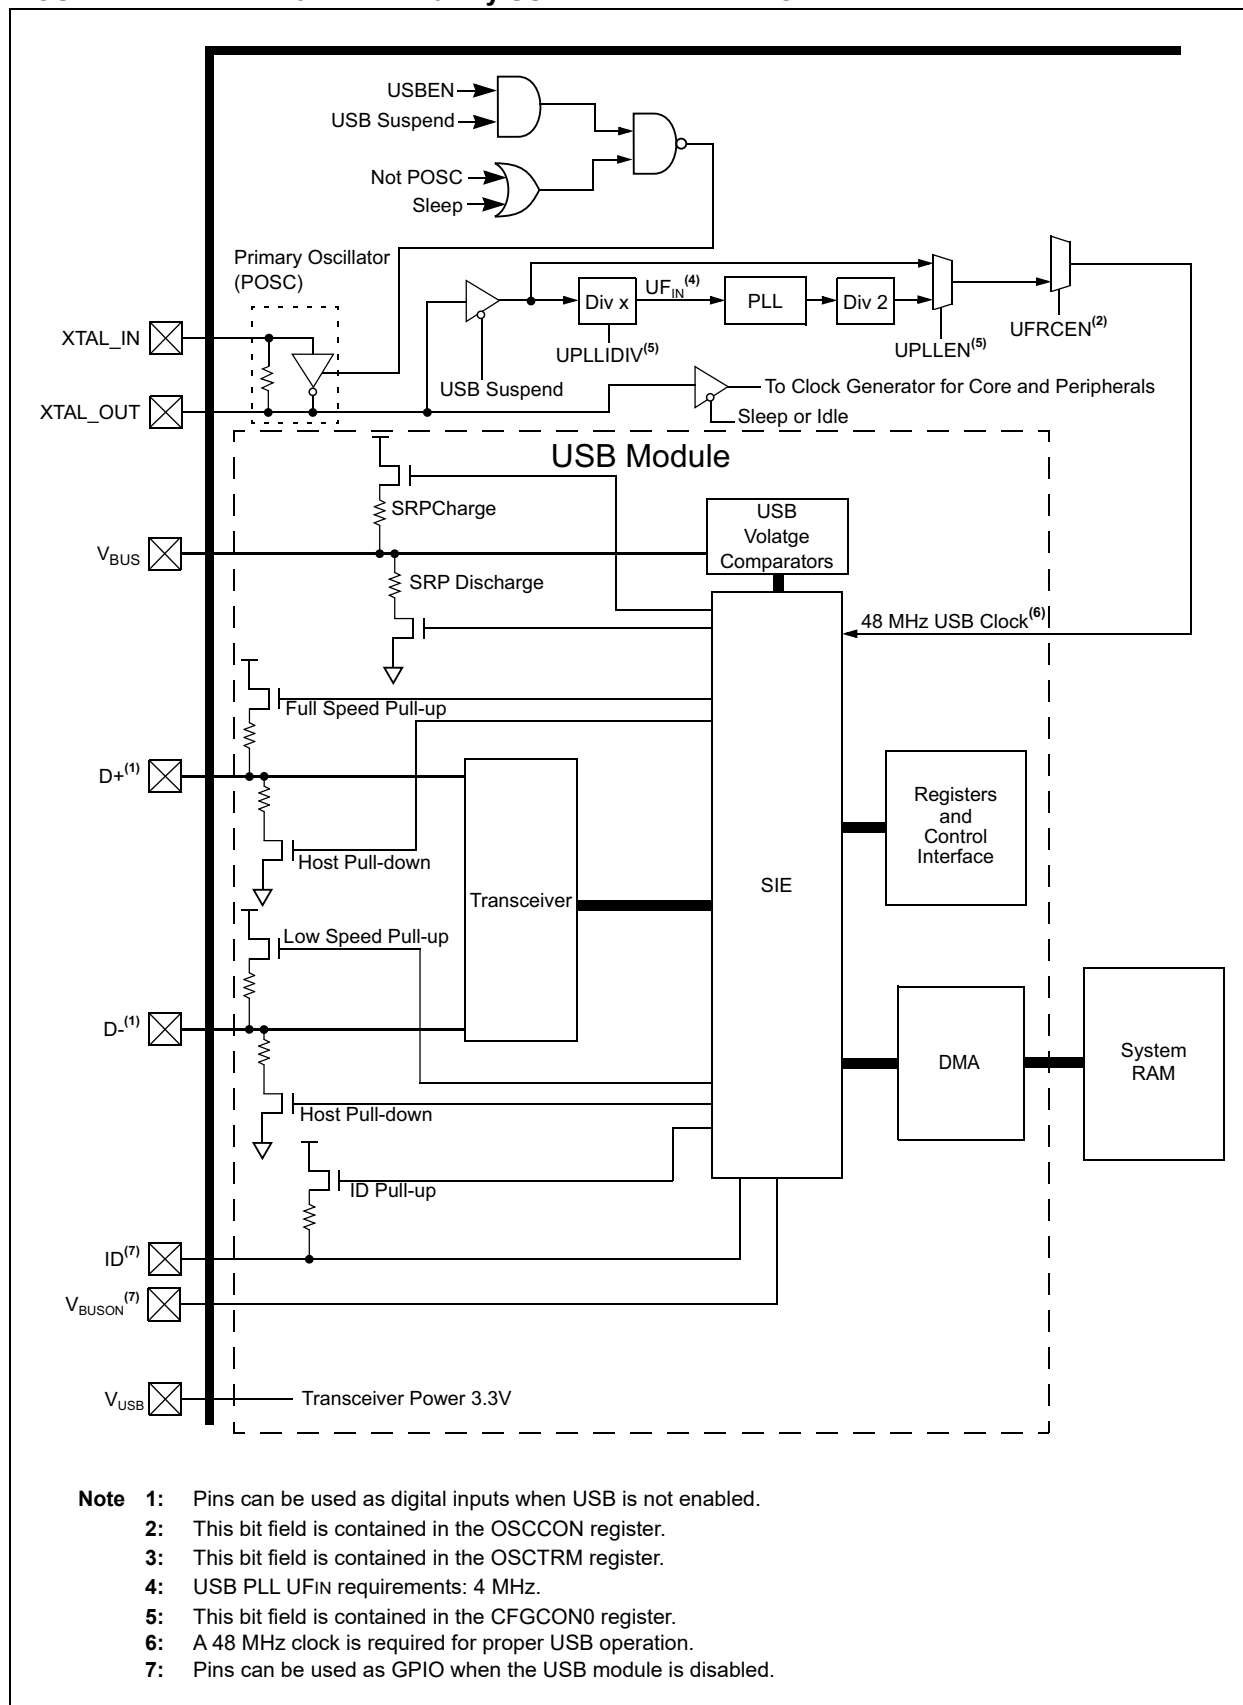 USBEN
USB Suspend
Not POSC
Sleep
Primary Oscillator
(POSC)
Div x
UFIN(4)
PLL
Div 2
UFRCEN(2)
XTAL_IN
UPLLIDIV(5)
UPLLEN(5)
USB Suspend
To Clock Generator for Core and Peripherals
XTAL_OUT
Sleep or Idle
USB Module
SRPCharge
USB
Volatge
Comparators
VBUS
SRP Discharge
48 MHz USB Clock(6)
Full Speed Pull-up
D+(1)
Registers
and
Control
Interface
Host Pull-down
SIE
Transceiver
Low Speed Pull-up
D-(1)
DMA
System
RAM
Host Pull-down
ID Pull-up
ID(7)
VBUSON(7)
VUSB
Transceiver Power 3.3V
Note 1: Pins can be used as digital inputs when USB is not enabled.
2: This bit field is contained in the OSCCON register.
3: This bit field is contained in the OSCTRM register.
4: USB PLL UFIN requirements: 4 MHz.
5: This bit field is contained in the CFGCON0 register.
6: A 48 MHz clock is required for proper USB operation.
7: Pins can be used as GPIO when the USB module is disabled.